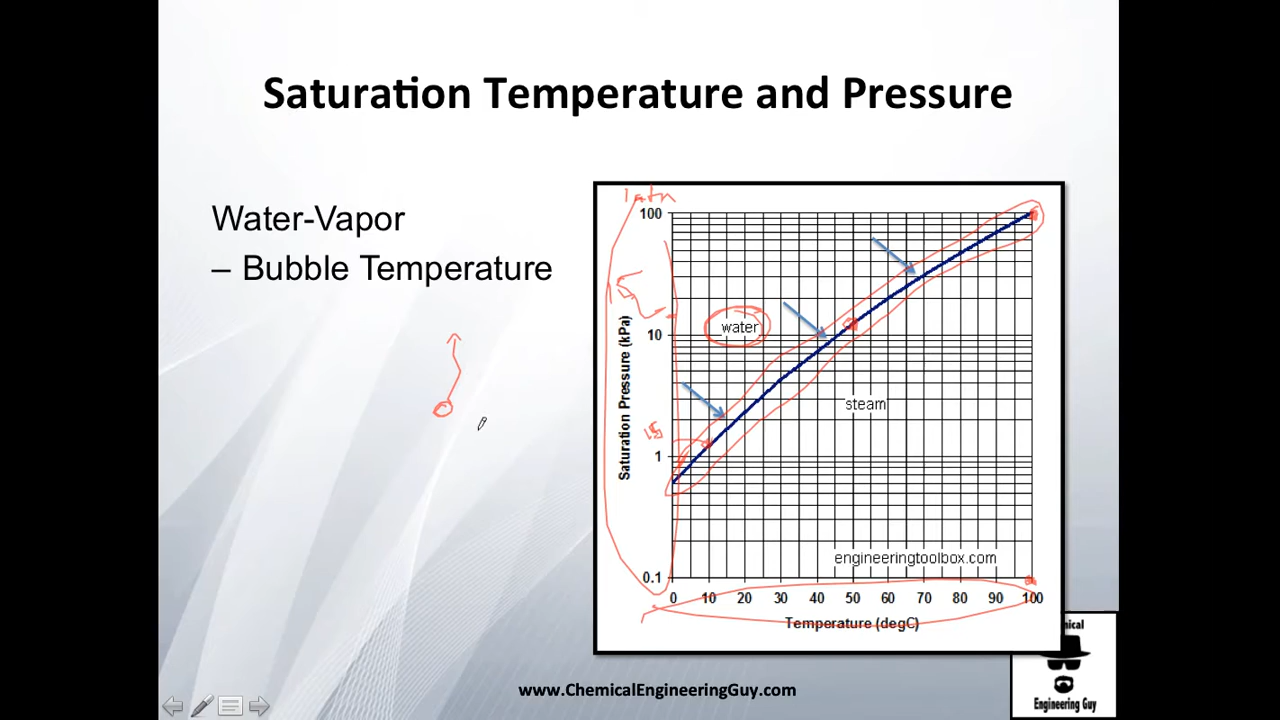 Saturation Temperature and Pressure
Water-Vapor
– Bubble Temperature
1atm
100
10
1
0.1
Saturation Pressure (kPa)
water
steam
engineeringtoolbox.com
0 10 20 30 40 50 60 70 80 90 100
Temperature (degC)
www.ChemicalEngineeringGuy.com
mical
Engineering Guy